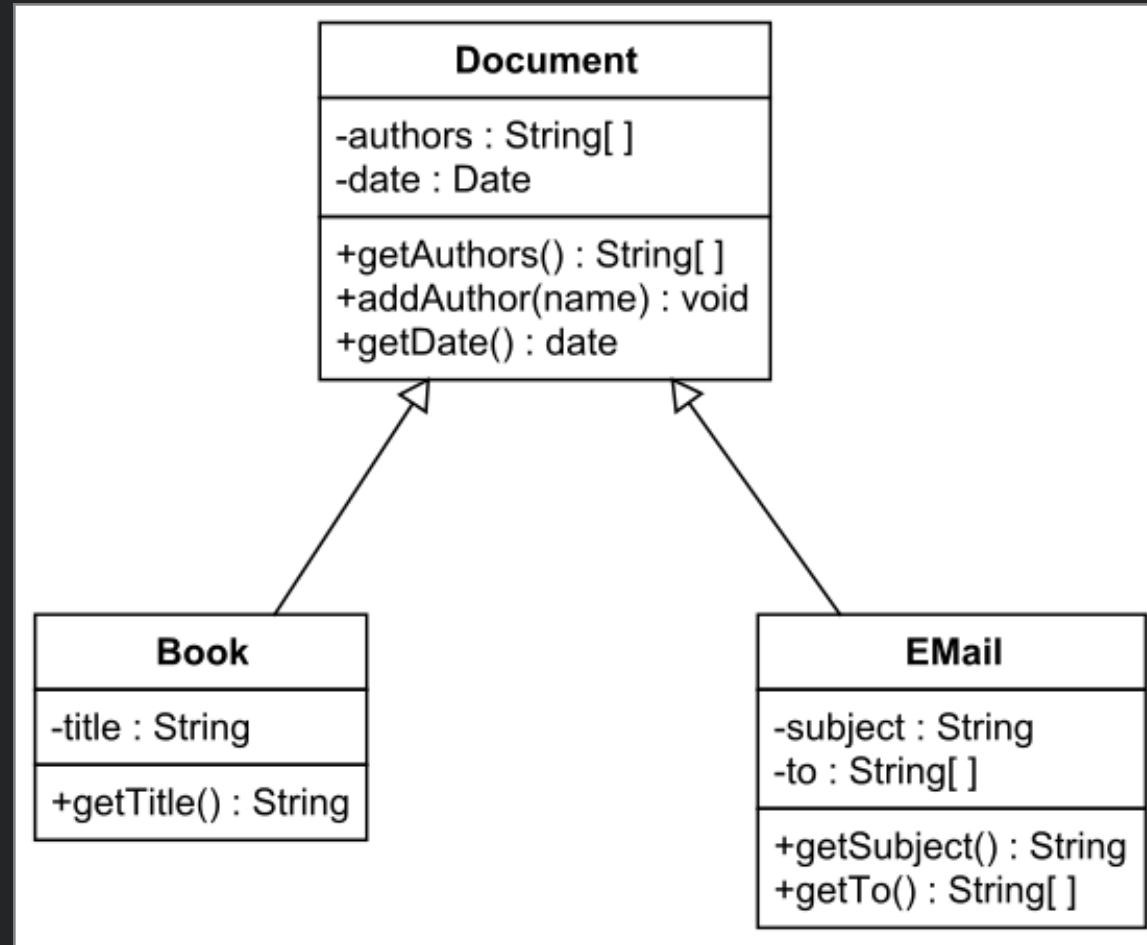 Document
-authors : String[ ]
-date : Date
+getAuthors() : String[ ]
+addAuthor(name) : void
+getDate() : date
Book
-title : String
+getTitle() : String
EMail
-subject : String
-to : String[ ]
+getSubject() : String
+getTo() : String[ ]